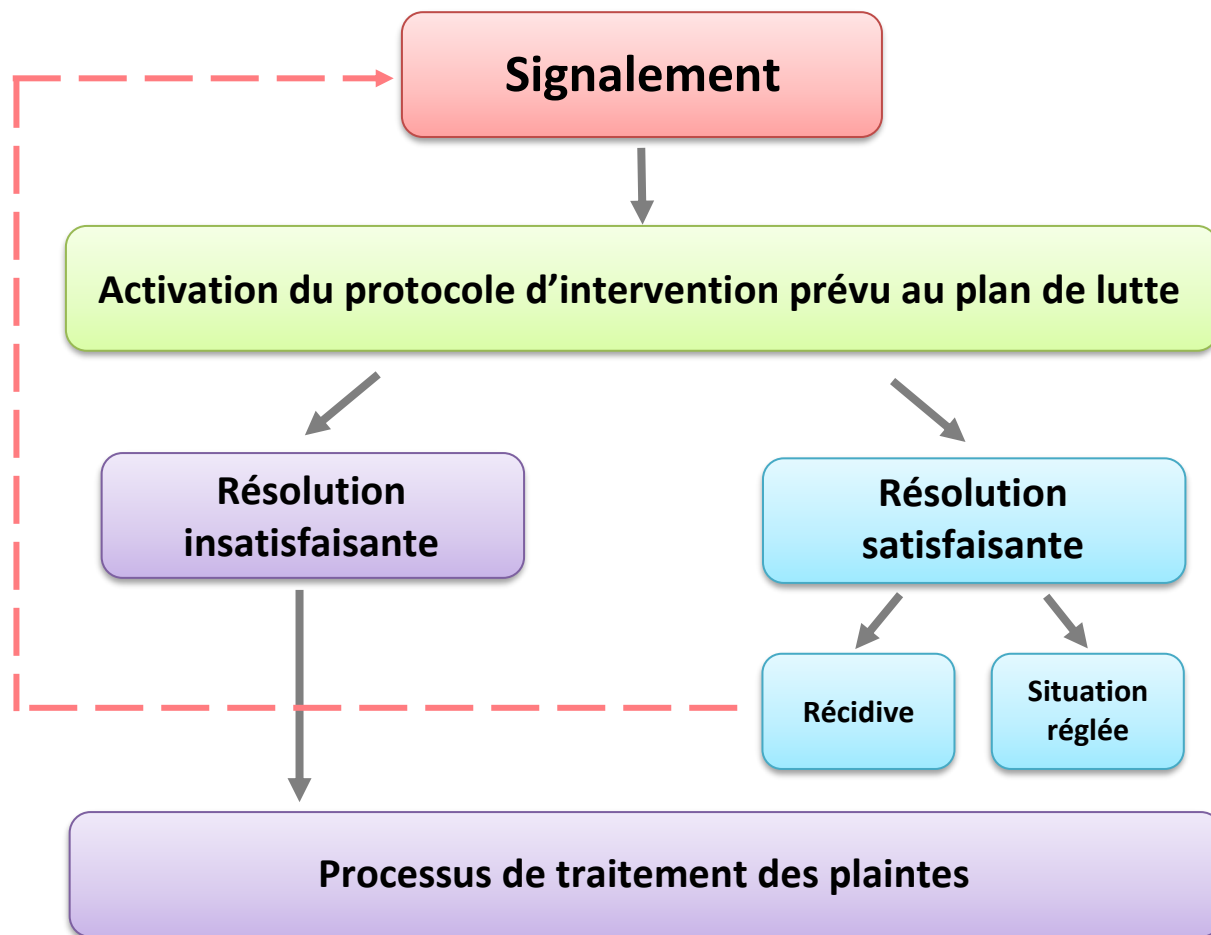 Signalement
Activation du protocole d’intervention prévu au plan de lutte
Résolution
insatisfaisante
Résolution
satisfaisante
Récidive
Situation
réglée
Processus de traitement des plaintes